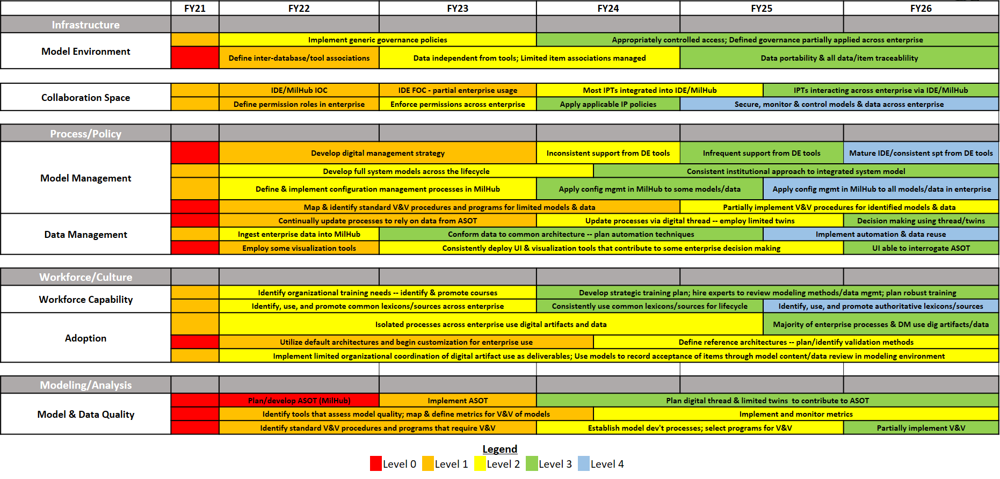 FY21 FY22 FY23 FY24 FY25 FY26
Infrastructure
Model Environment
Implement generic governance policies Appropriately controlled access; Defined governance partially applied across enterprise
Define inter-database/tool associations Data independent from tools; Limited item associations managed Data portability & all data/item traceablility
Collaboration Space
IDE/MilHub IOC IDE FOC - partial enterprise usage Most IPTs integrated into IDE/MilHub IPTs interacting across enterprise via IDE/MilHub
Define permission roles in enterprise Enforce permissions across enterprise Apply applicable IP policies Secure, monitor & control models & data across enterprise
Process/Policy
Model Management
Develop digital management strategy Inconsistent support from DE tools Infrequent support from DE tools Mature IDE/consistent spt from DE tools
Develop full system models across the lifecycle Consistent institutional approach to integrated system model
Define & implement configuration management processes in MilHub Apply config mgmt in MilHub to some models/data Apply config mgmt in MilHub to all models/data in enterprise
Map & identify standard V&V procedures and programs for limited models & data Partially implement V&V procedures for identified models & data
Data Management
Continually update processes to rely on data from ASOT Update processes via digital thread -- employ limited twins Decision making using thread/twins
Ingest enterprise data into MilHub Conform data to common architecture -- plan automation techniques Implement automation & data reuse
Employ some visualization tools Consistently deploy UI & visualization tools that contribute to some enterprise decision making UI able to interrogate ASOT
Workforce/Culture
Workforce Capability
Identify organizational training needs -- identify & promote courses Develop strategic training plan; hire experts to review modeling methods/data mgmt; plan robust training
Identify, use, and promote common lexicons/sources across enterprise Consistently use common lexicons/sources for lifecycle Identify, use, and promote authoritative lexicons/sources
Adoption
Isolated processes across enterprise use digital artifacts and data Majority of enterprise processes & DM use dig artifacts/data
Utilize default architectures and begin customization for enterprise use Define reference architectures -- plan/identify validation methods
Implement limited organizational coordination of digital artifact use as deliverables; Use models to record acceptance of items through model content/data review in modeling environment
Modeling/Analysis
Model & Data Quality
Plan/develop ASOT (MilHub) Implement ASOT Plan digital thread & limited twins to contribute to ASOT
Identify tools that assess model quality; map & define metrics for V&V of models Implement and monitor metrics
Identify standard V&V procedures and programs that require V&V Establish model dev't processes; select programs for V&V Partially implement V&V
Legend
Level 0 Level 1 Level 2 Level 3 Level 4